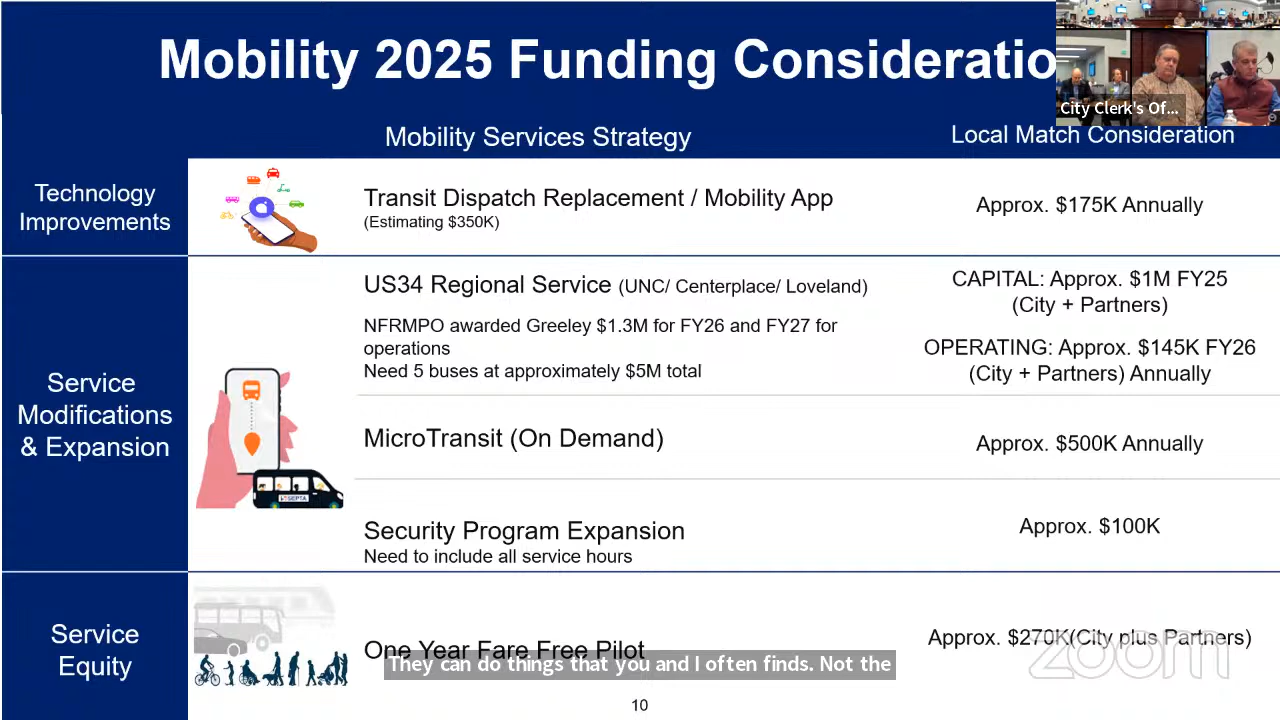 Mobility 2025 Funding Consideratio
City Clerk's Of...
Mobility Services Strategy
Local Match Consideration
Technology
Improvements
Transit Dispatch Replacement / Mobility App
(Estimating $350K)
Approx. $175K Annually
Service
Modifications
& Expansion
US34 Regional Service (UNC/ Centerplace/ Loveland)
NFRMPO awarded Greeley $1.3M for FY26 and FY27 for
operations
Need 5 buses at approximately $5M total
CAPITAL: Approx. $1M FY25
(City + Partners)
OPERATING: Approx. $145K FY26
(City + Partners) Annually
SEPTA
MicroTransit (On Demand)
Approx. $500K Annually
Security Program Expansion
Need to include all service hours
Approx. $100K
Service
Equity
One Year Fare Free Pilot
Approx. $270K(City plus Partners)
They can do things that you and I often finds. Not the
zoom
10